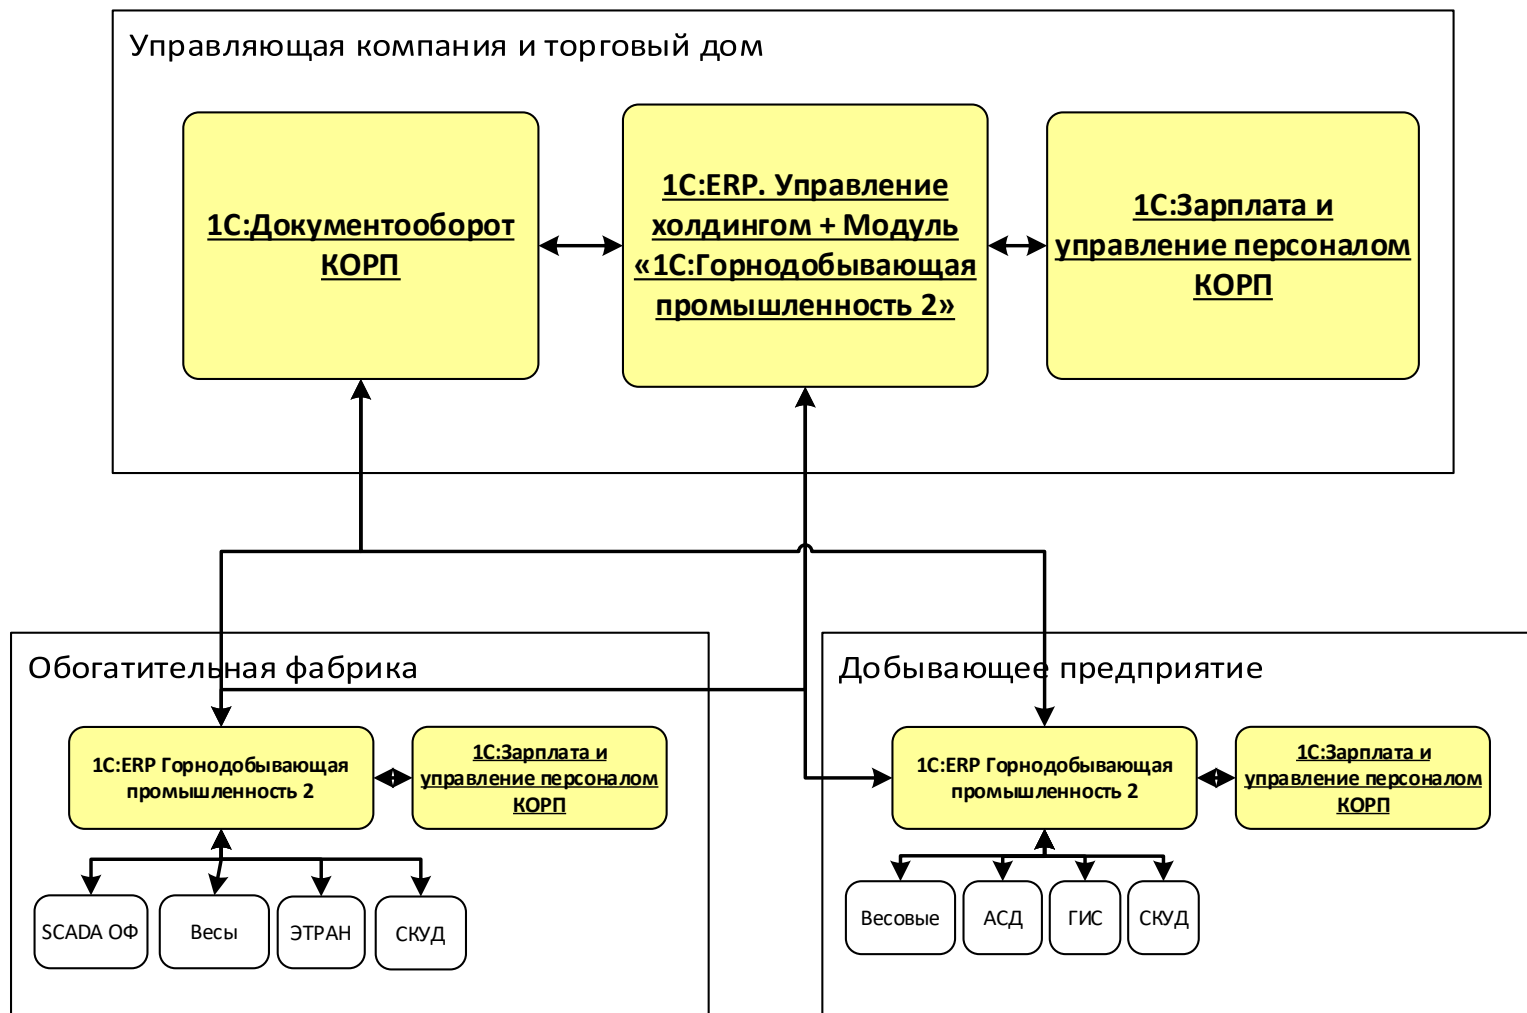 Управляющая компания и торговый дом
1С:Документооборот
КОРП
1С:ERP. Управление
холдингом + Модуль
«1С:Горнодобывающая
промышленность 2»
1С:Зарплата и
управление персоналом
КОРП
Обогатительная фабрика
1С:ERP Горнодобывающая
промышленность 2
1С:Зарплата и
управление персоналом
КОРП
SCADA ОФ
Весы
ЭТРАН
СКУД
Добывающее предприятие
1С:ERP Горнодобывающая
промышленность 2
1С:Зарплата и
управление персоналом
КОРП
Весовые
АСД
ГИС
СКУД